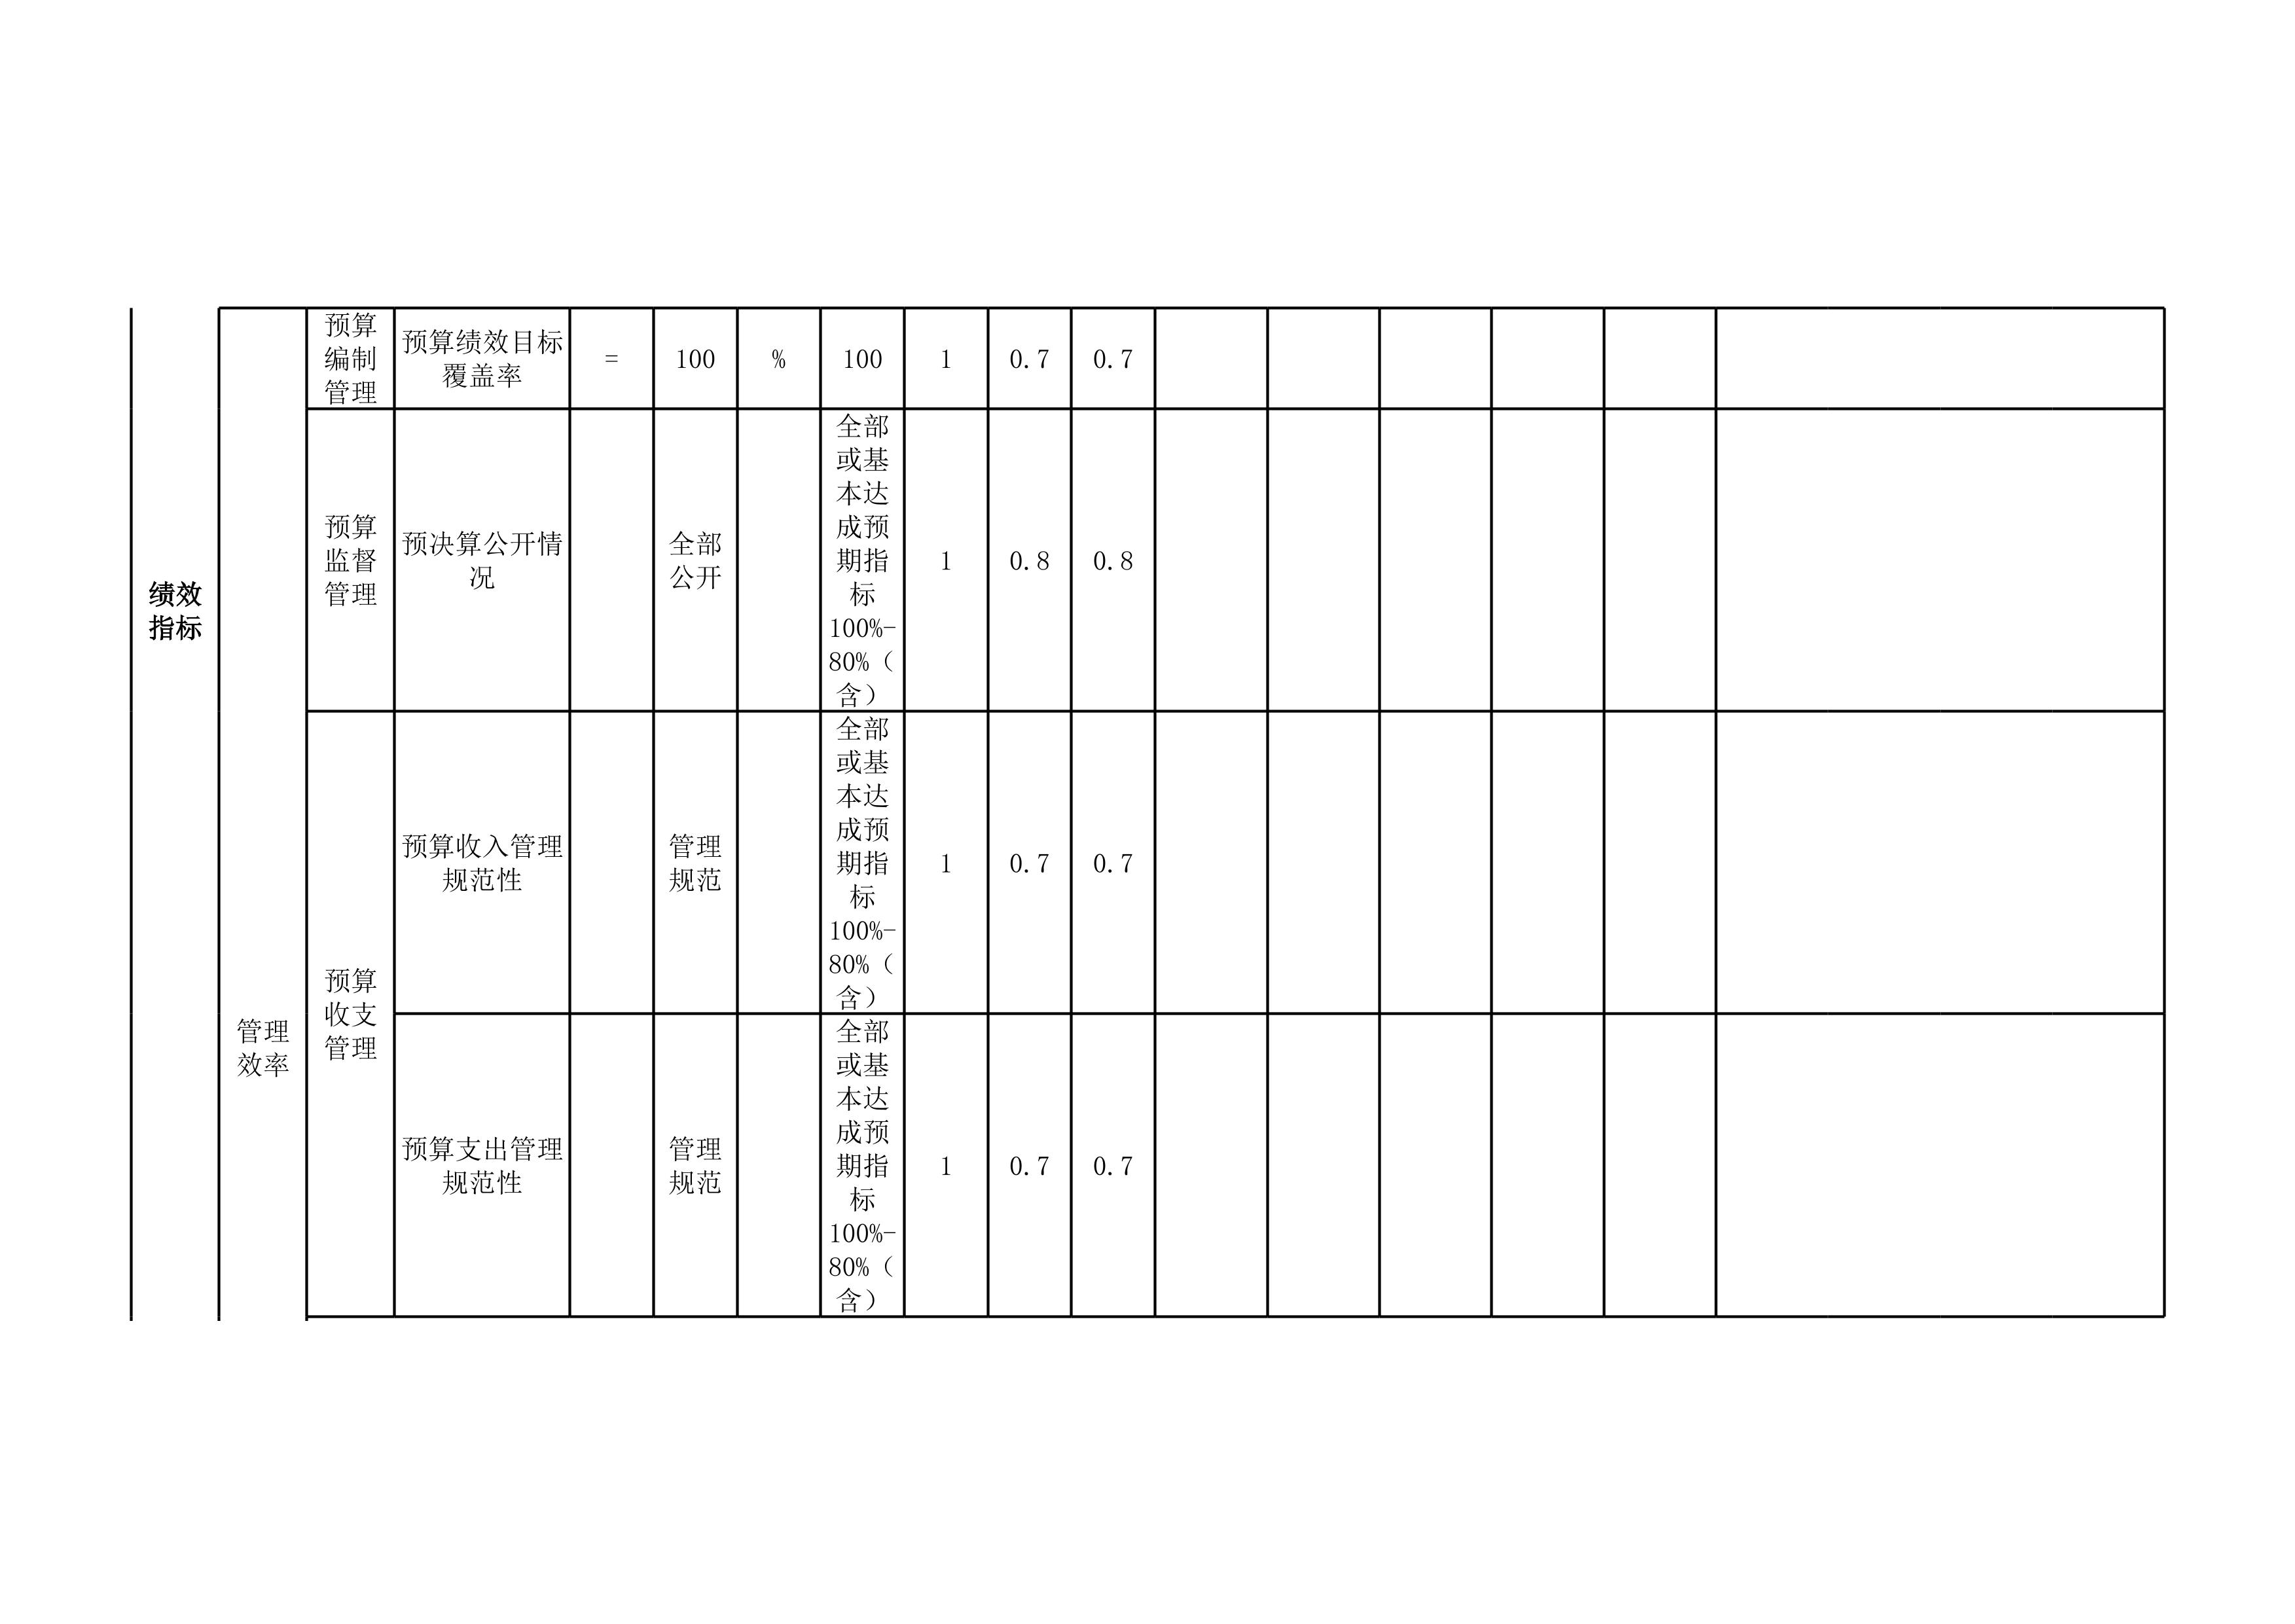 绩效
指标
管理
效率
预算
编制
管理
预算绩效目标
覆盖率
=
100
%
100
1
0.7
0.7
预算
监督
管理
预决算公开情
况
全部
公开
全部
或基
本达
成预
期指
标
100%-
80%（
含）
1
0.8
0.8
预算
收支
管理
预算收入管理
规范性
管理
规范
全部
或基
本达
成预
期指
标
100%-
80%（
含）
1
0.7
0.7
预算支出管理
规范性
管理
规范
全部
或基
本达
成预
期指
标
100%-
80%（
含）
1
0.7
0.7